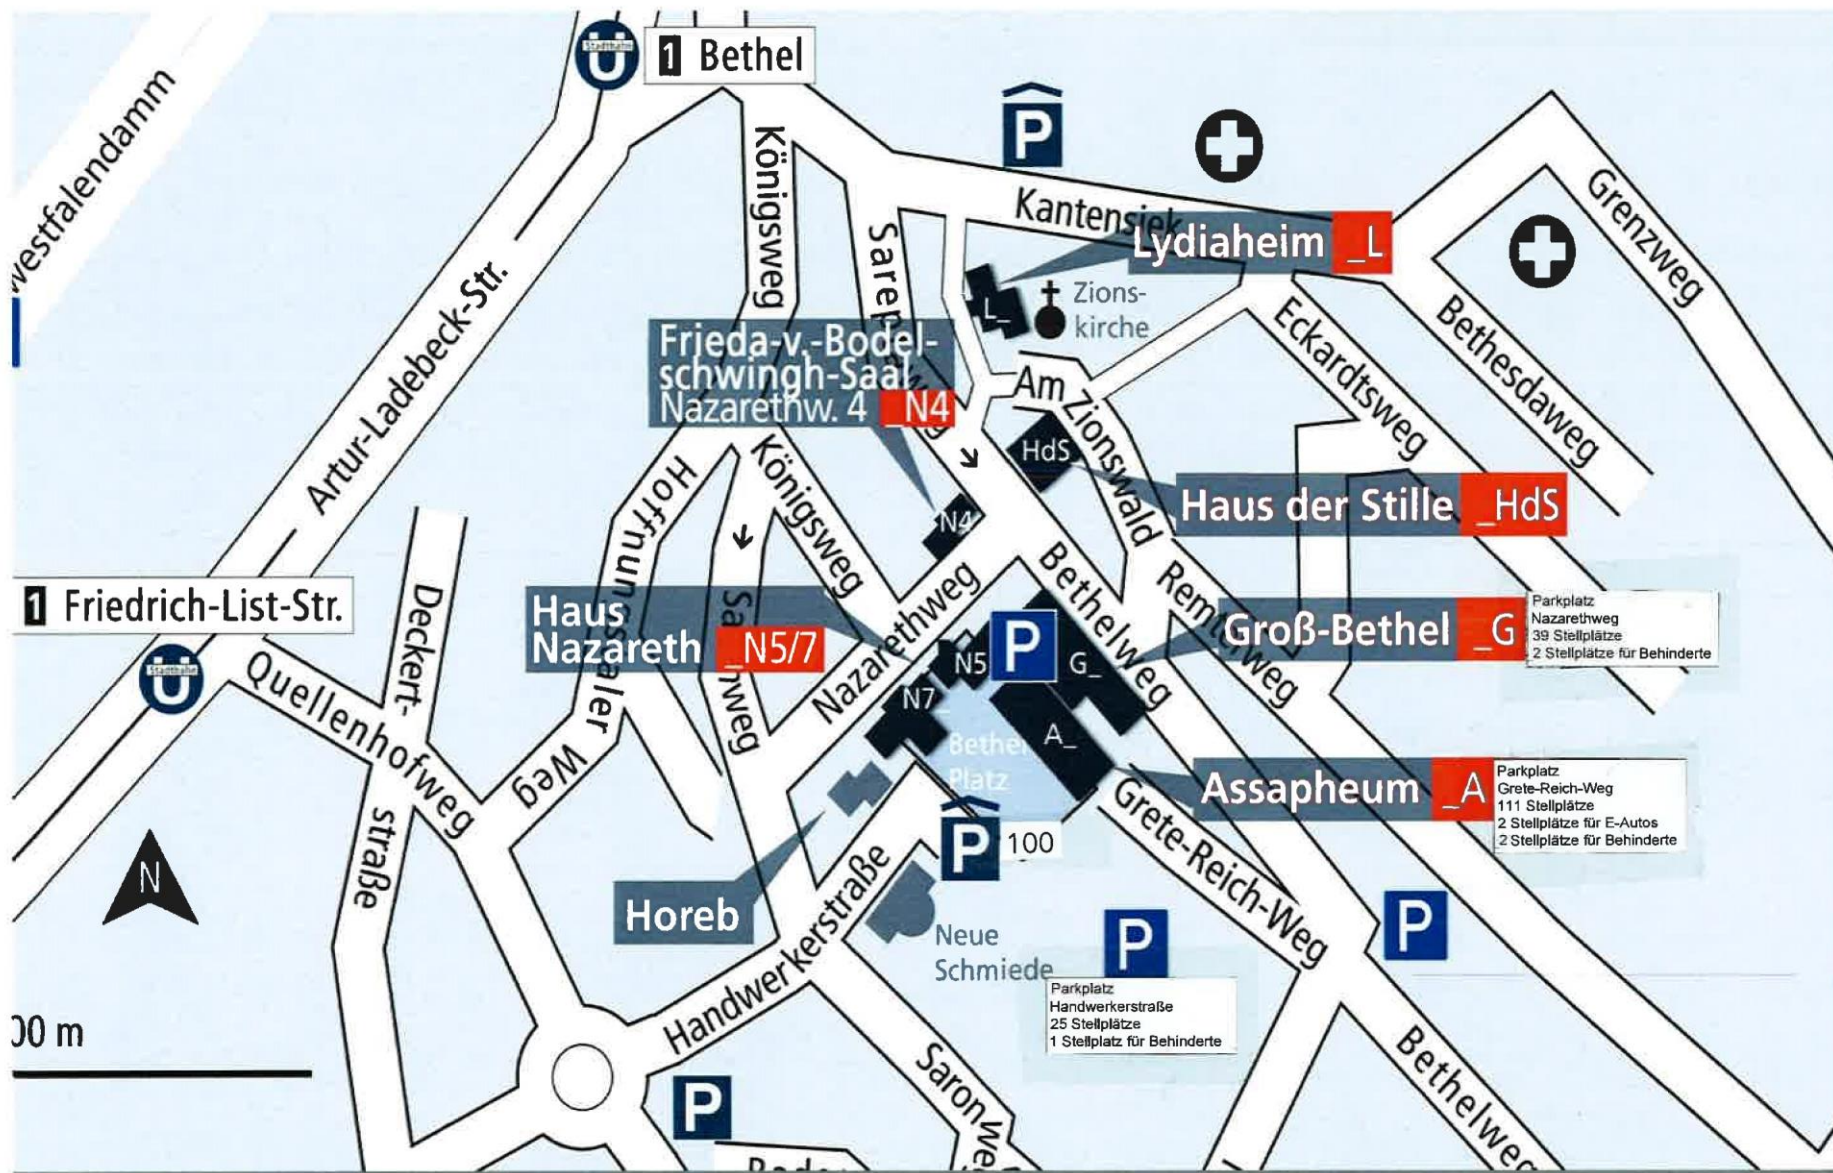 Stadtbahn
U
1 Bethel
P
Westfalendamm
Königsweg
Kantensiek
Grenzweg
Lydiaheim _L
Artur-Ladebeck-Str.
L_
Zions-
kirche
Frieda-v.-Bodel-
schwingh-Saal
Nazarethw. 4 _N4
Eckardtsweg
Bethesdaweg
Am Zionswald
HdS
Haus der Stille _HdS
Hoffnungsthaler Weg
Königsweg
N4
1 Friedrich-List-Str.
Stadtbahn
U
Deckert-
straße
Haus
Nazareth _N5/7
Nazarethweg
Bethelweg
Remterweg
P
N5
G_
Groß-Bethel _G
Parkplatz
Nazarethweg
39 Stellplätze
2 Stellplätze für Behinderte
Quellenhofweg
N7_
A_
Bethel
Platz
Assapheum _A
Parkplatz
Grete-Reich-Weg
111 Stellplätze
2 Stellplätze für E-Autos
2 Stellplätze für Behinderte
N
P 100
Grete-Reich-Weg
Horeb
Handwerkerstraße
Neue
Schmiede
P
P
Parkplatz
Handwerkerstraße
25 Stellplätze
1 Stellplatz für Behinderte
00 m
P
Saronweg
Bethelweg